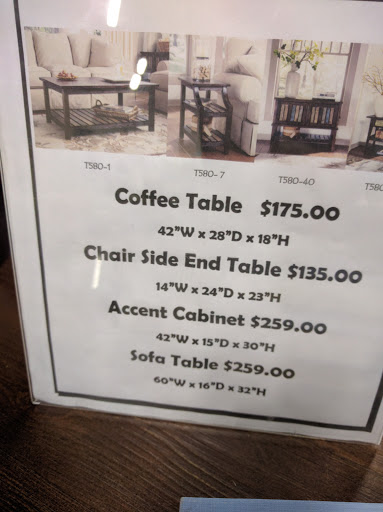 T580-1
T580-7
T580-40
T580
Coffee Table $175.00
42"W x 28"D x 18"H
Chair Side End Table $135.00
14"W x 24"D x 23"H
Accent Cabinet $259.00
42"W x 15"D x 30"H
Sofa Table $259.00
60"W x 16"D x 32"H